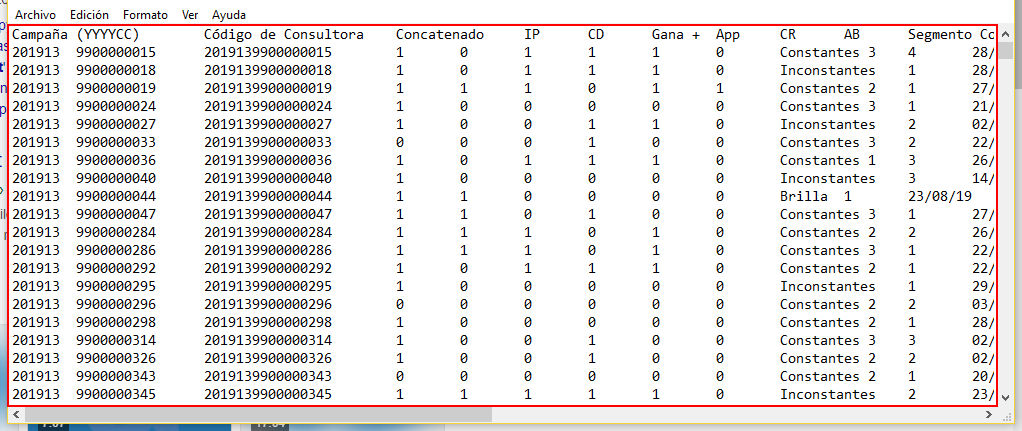 Archivo Edición Formato Ver Ayuda
Campaña (YYYYCC) Código de Consultora Concatenado IP CD Gana + App CR AB Segmento Co
201913 9900000015 2019139900000015 1 0 1 1 1 0 Constantes 3 4 28/
201913 9900000018 2019139900000018 1 0 1 1 1 0 Inconstantes 1 28/
201913 9900000019 2019139900000019 1 1 1 0 1 1 Constantes 2 1 27/
201913 9900000024 2019139900000024 1 0 0 0 0 0 Constantes 3 1 21/
201913 9900000027 2019139900000027 1 0 0 1 1 0 Inconstantes 2 02/
201913 9900000033 2019139900000033 0 0 0 1 0 0 Constantes 3 2 22/
201913 9900000036 2019139900000036 1 0 1 1 1 0 Constantes 1 3 26/
201913 9900000040 2019139900000040 1 0 0 0 0 0 Inconstantes 3 14/
201913 9900000044 2019139900000044 1 1 0 0 0 0 Brilla 1 23/08/19
201913 9900000047 2019139900000047 1 1 0 1 0 0 Constantes 3 1 27/
201913 9900000284 2019139900000284 1 1 1 0 1 0 Constantes 2 2 26/
201913 9900000286 2019139900000286 1 1 1 0 1 0 Constantes 3 1 22/
201913 9900000292 2019139900000292 1 0 1 1 1 0 Constantes 2 1 22/
201913 9900000295 2019139900000295 1 0 0 0 0 0 Inconstantes 1 29/
201913 9900000296 2019139900000296 0 0 0 0 0 0 Constantes 2 2 03/
201913 9900000298 2019139900000298 1 0 0 0 0 0 Constantes 2 1 28/
201913 9900000314 2019139900000314 1 0 0 1 0 0 Constantes 3 3 02/
201913 9900000326 2019139900000326 1 0 0 1 0 0 Constantes 2 2 02/
201913 9900000343 2019139900000343 0 0 0 0 0 0 Constantes 2 1 20/
201913 9900000345 2019139900000345 1 1 1 1 1 0 Inconstantes 2 23/